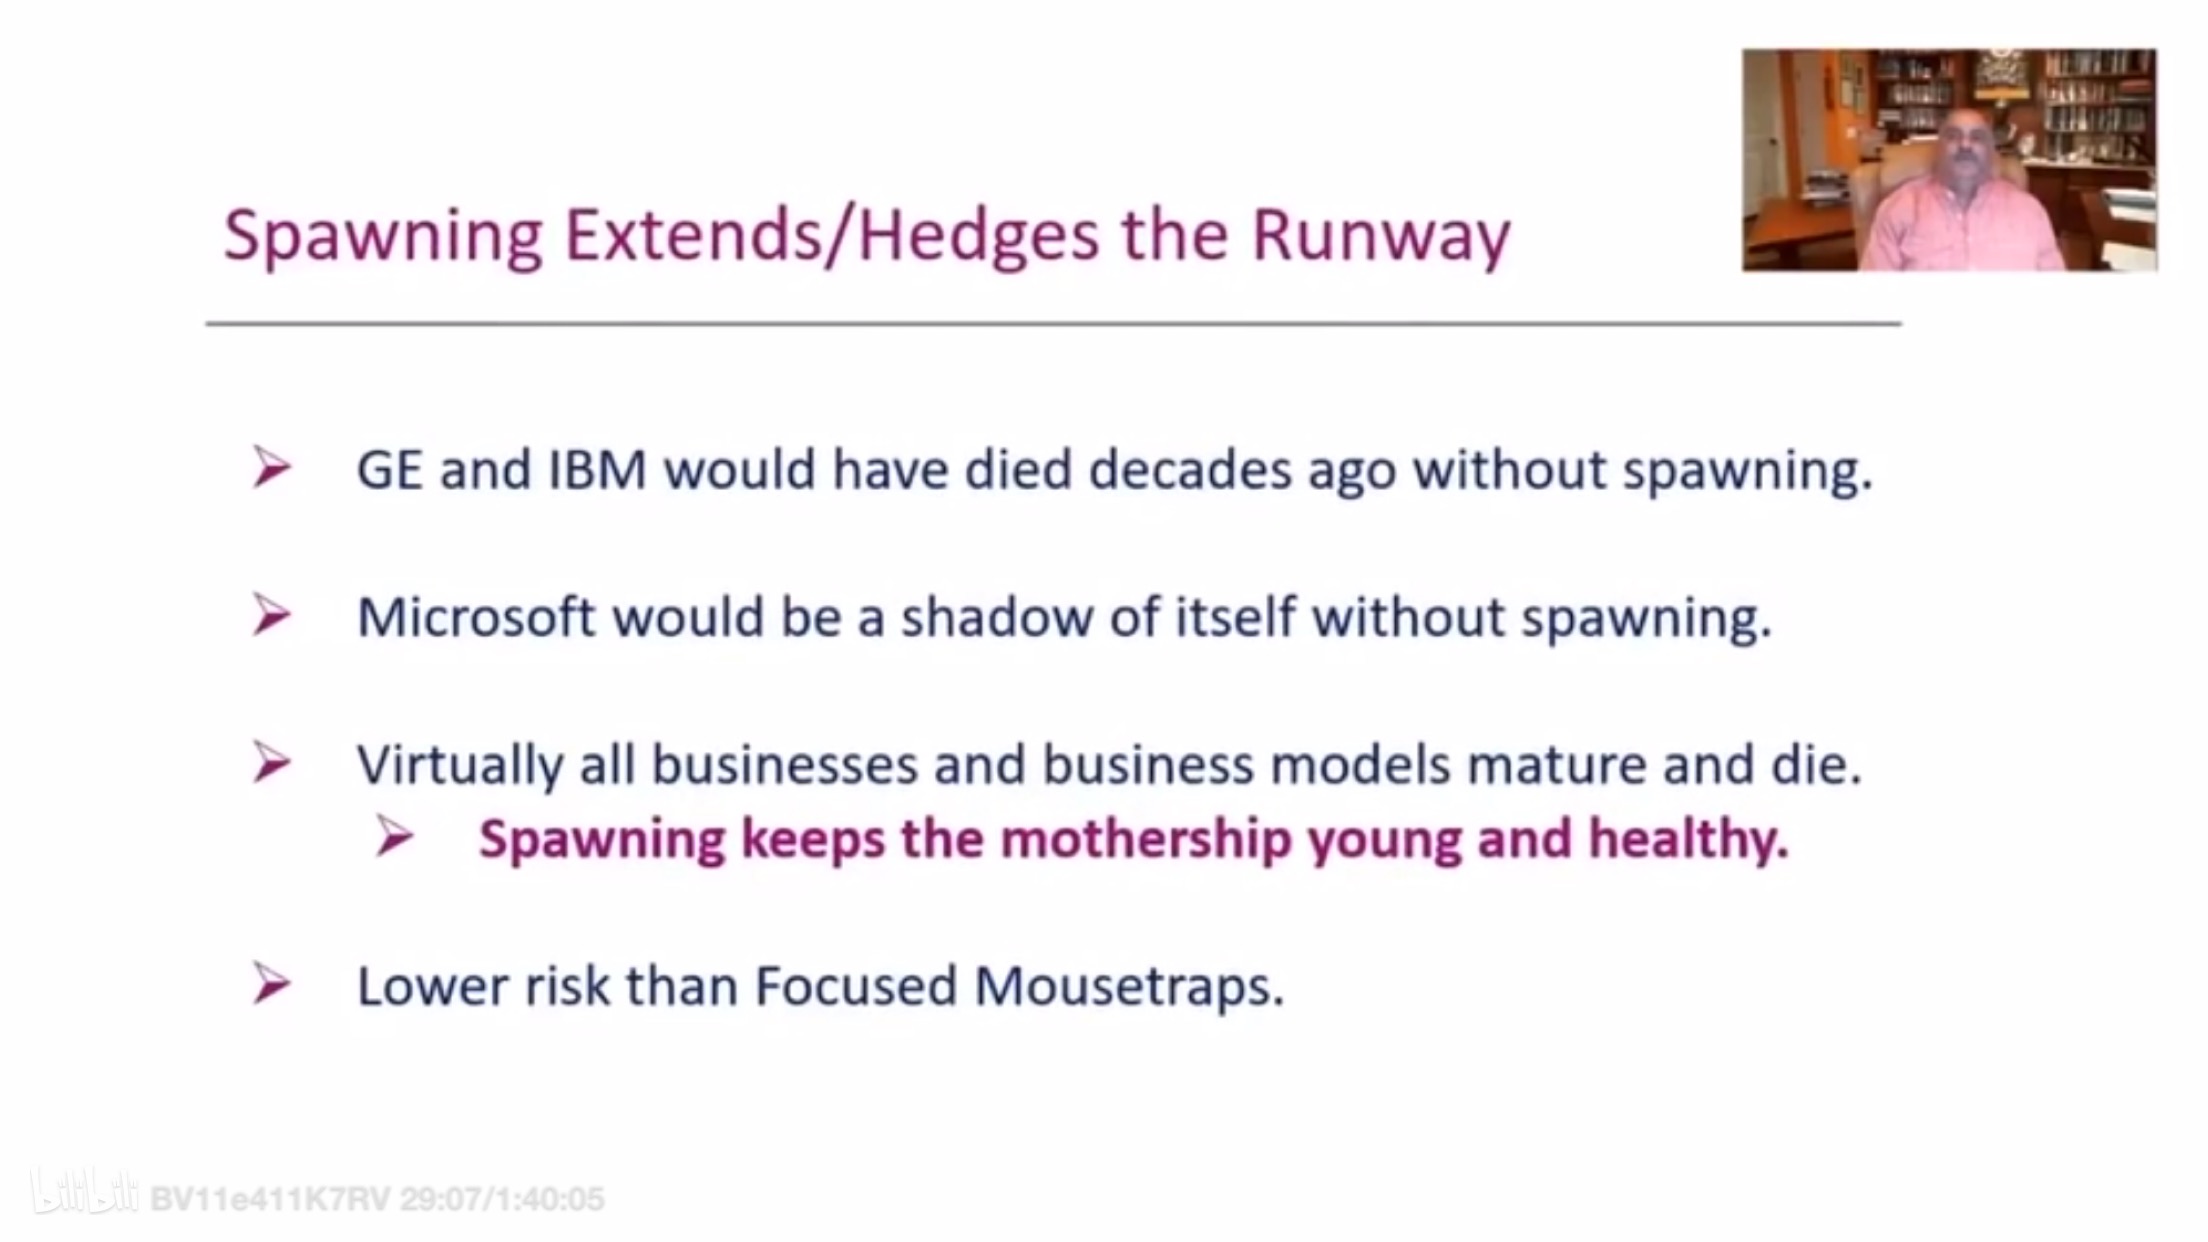 Spawning Extends/Hedges the Runway
GE and IBM would have died decades ago without spawning.
Microsoft would be a shadow of itself without spawning.
Virtually all businesses and business models mature and die.
Spawning keeps the mothership young and healthy.
Lower risk than Focused Mousetraps.
bilibili BV11e411K7RV 29:07/1:40:05